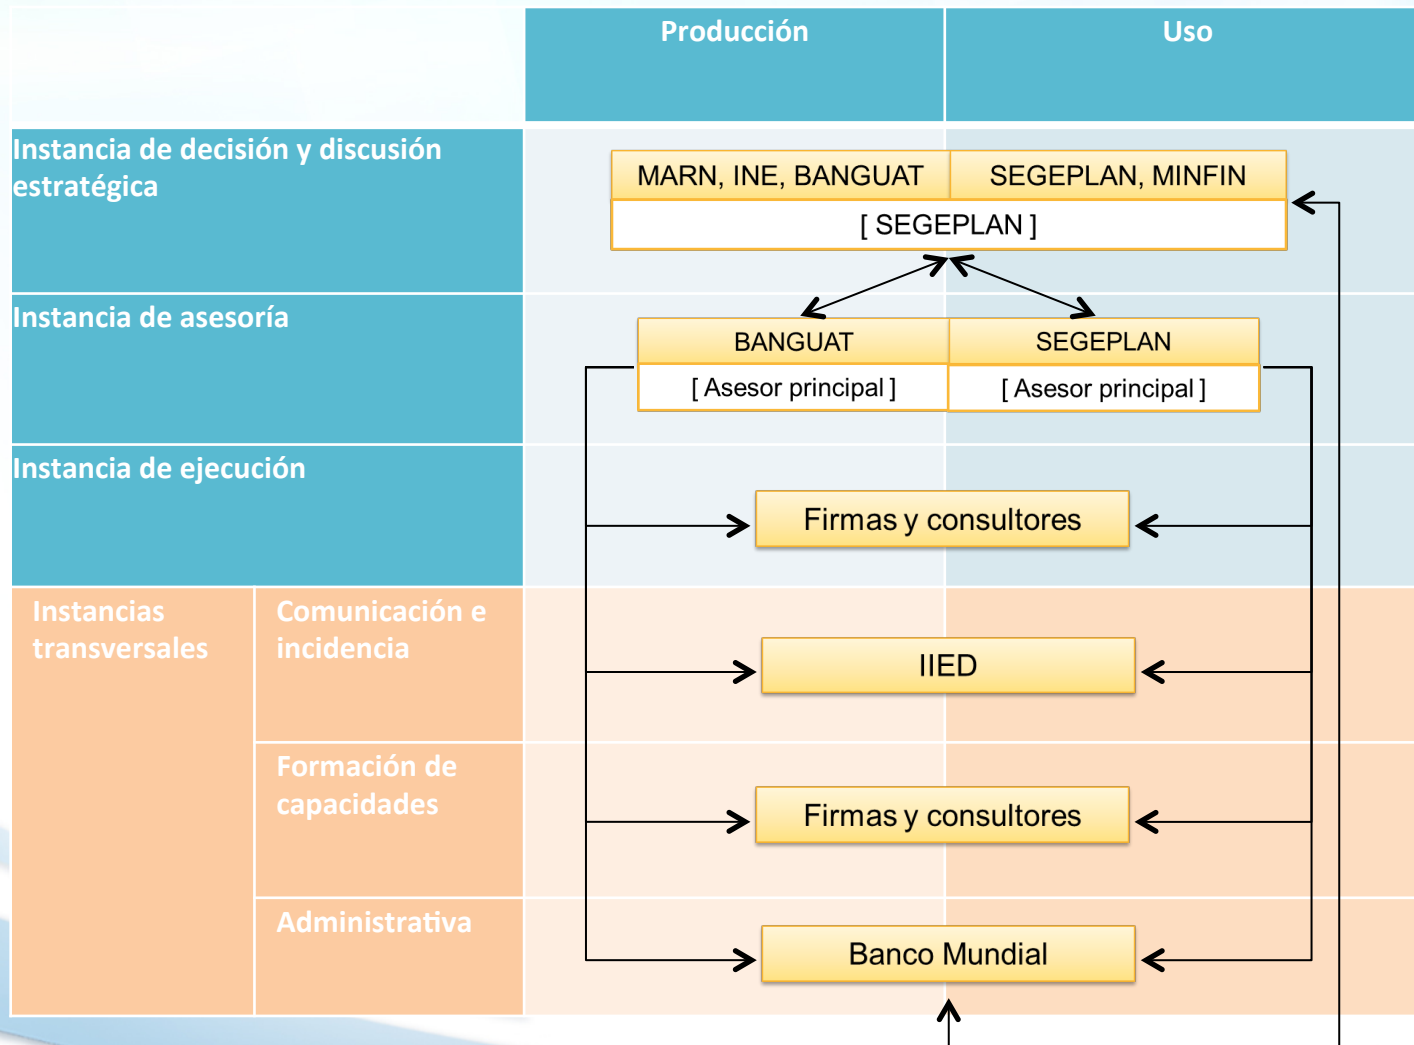 Producción
Uso
Instancia de decisión y discusión
estratégica
MARN, INE, BANGUAT
SEGEPLAN, MINFIN
[ SEGEPLAN ]
Instancia de asesoría
BANGUAT
SEGEPLAN
[ Asesor principal ]
[ Asesor principal ]
Instancia de ejecución
Firmas y consultores
Instancias
transversales
Comunicación e
incidencia
IIED
Formación de
capacidades
Firmas y consultores
Administrativa
Banco Mundial